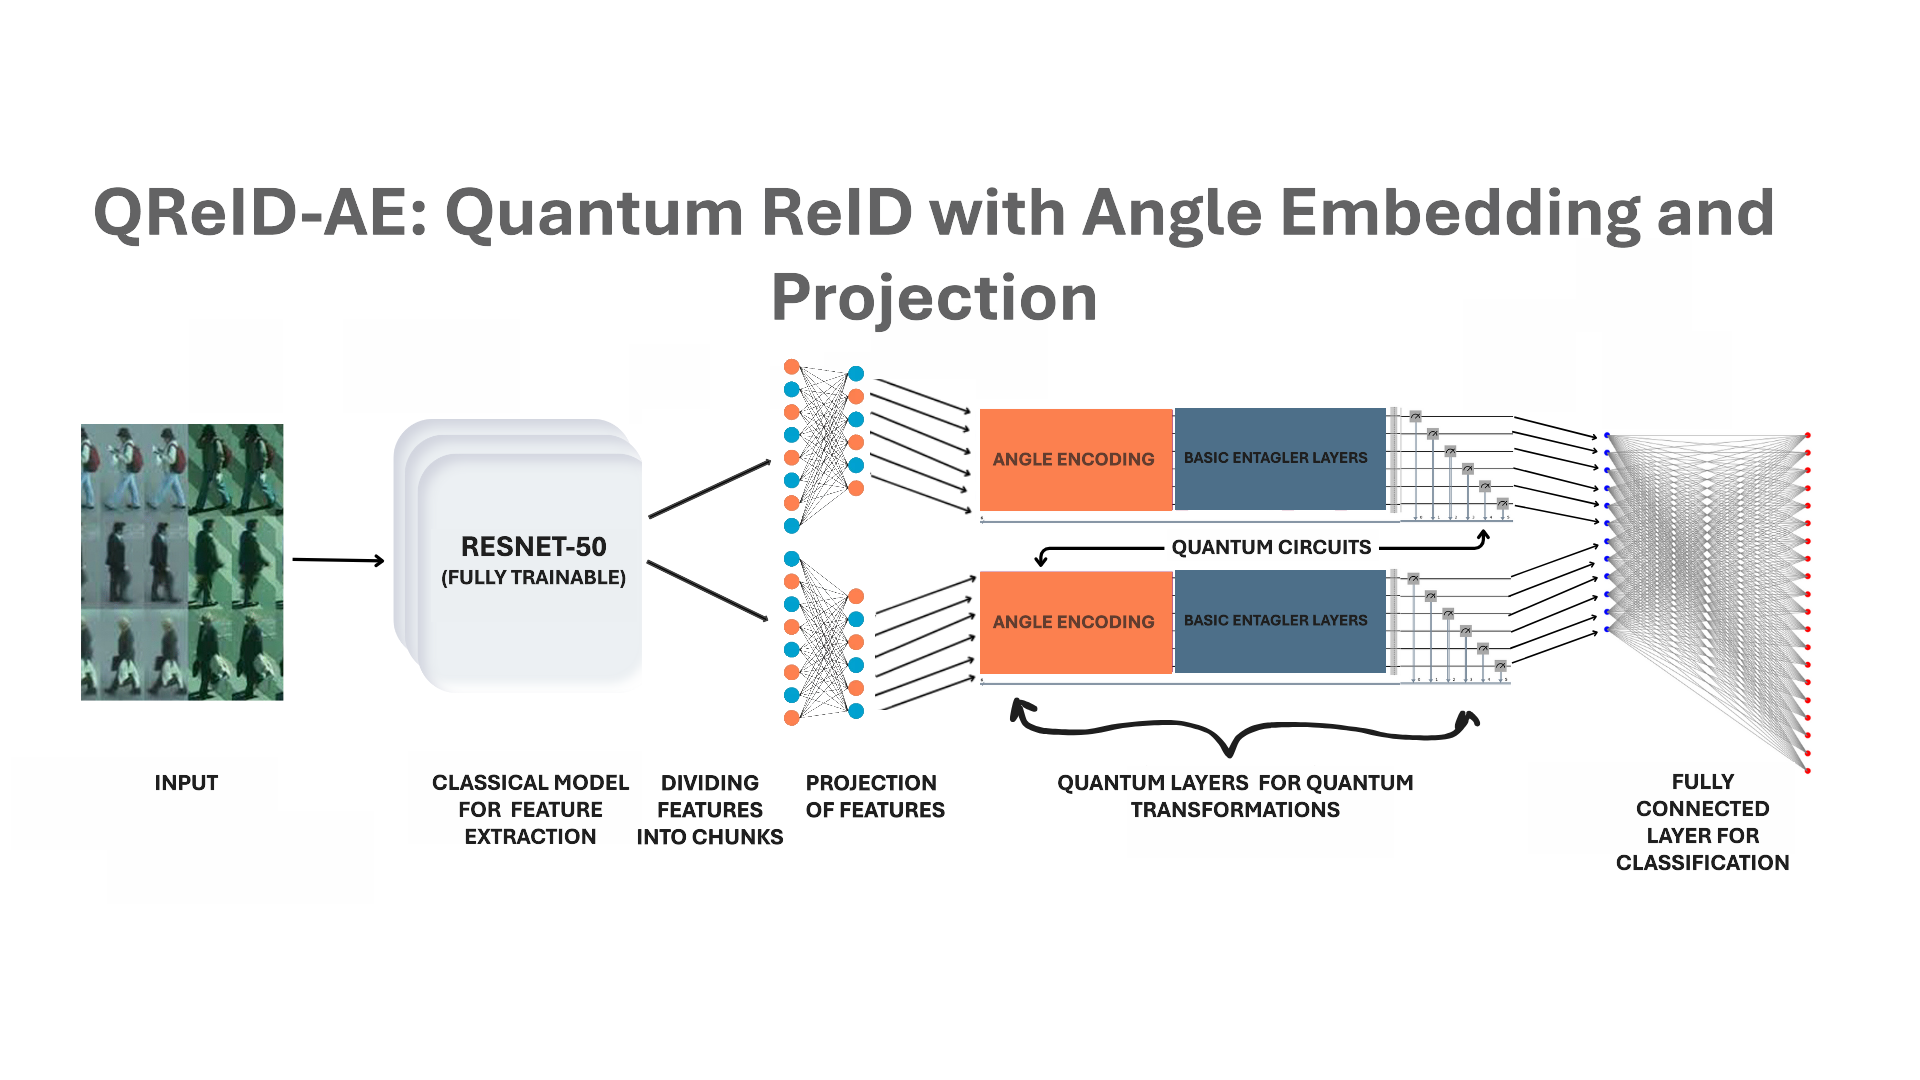 QReID-AE: Quantum ReID with Angle Embedding and
Projection
RESNET-50
(FULLY TRAINABLE)
ANGLE ENCODING
BASIC ENTAGLER LAYERS
QUANTUM CIRCUITS
ANGLE ENCODING
BASIC ENTAGLER LAYERS
INPUT
CLASSICAL MODEL
FOR FEATURE
EXTRACTION
DIVIDING
FEATURES
INTO CHUNKS
PROJECTION
OF FEATURES
QUANTUM LAYERS FOR QUANTUM
TRANSFORMATIONS
FULLY
CONNECTED
LAYER FOR
CLASSIFICATION